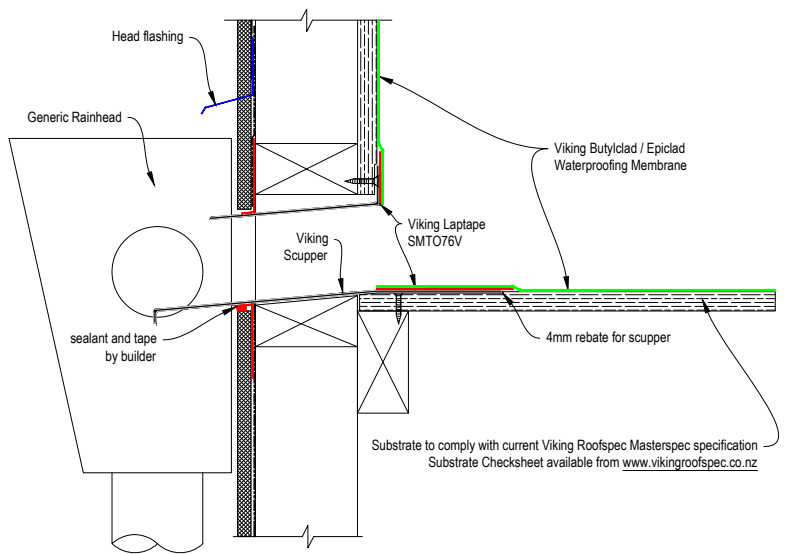 Head flashing
Generic Rainhead
Viking Butylclad / Epiclad
Waterproofing Membrane
Viking Laptape
SMTO76V
Viking
Scupper
sealant and tape
by builder
4mm rebate for scupper
Substrate to comply with current Viking Roofspec Masterspec specification
Substrate Checksheet available from www.vikingroofspec.co.nz